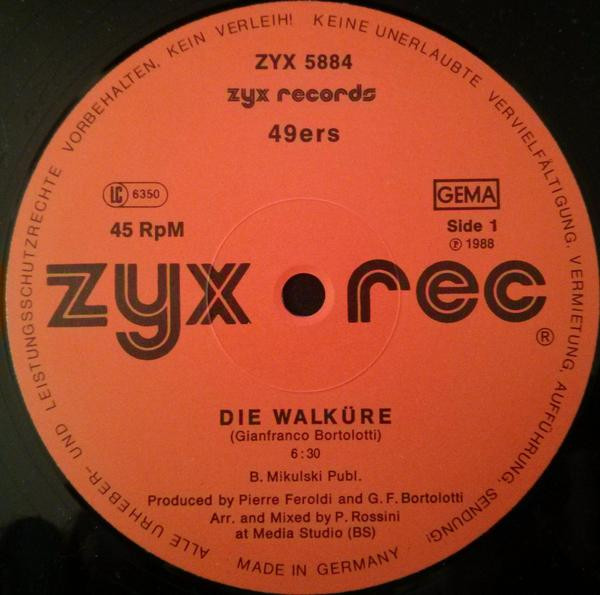 ALLE URHEBER- UND LEISTUNGSSCHUTZRECHTE VORBEHALTEN, KEIN VERLEIH! KEINE UNERLAUBTE VERVIELFÄLTIGUNG, VERMIETUNG, AUFFÜHRUNG, SENDUNG!
ZYX 5884
zyx records
49ers
LC 6350
GEMA
45 RpM
Side 1
Ⓟ 1988
zyx rec
®
DIE WALKÜRE
(Gianfranco Bortolotti)
6:30
B. Mikulski Publ.
Produced by Pierre Feroldi and G. F. Bortolotti
Arr. and Mixed by P. Rossini
at Media Studio (BS)
MADE IN GERMANY